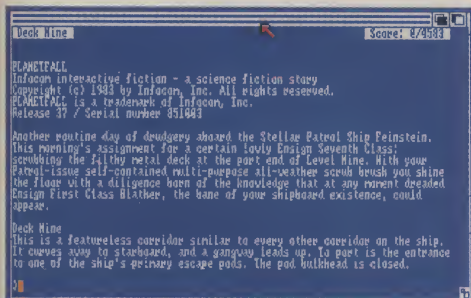 Deck Nine Score: 0/4503
PLANETFALL
Infocom interactive fiction - a science fiction story
Copyright (c) 1983 by Infocom, Inc. All rights reserved.
PLANETFALL is a trademark of Infocom, Inc.
Release 37 / Serial number 851003
Another routine day of drudgery aboard the Stellar Patrol Ship Feinstein.
This morning's assignment for a certain lowly Ensign Seventh Class:
scrubbing the filthy metal deck at the port end of Level Nine. With your
Patrol-issue self-contained multi-purpose all-weather scrub brush you shine
the floor with a diligence born of the knowledge that at any moment dreaded
Ensign First Class Blather, the bane of your shipboard existence, could
appear.
Deck Nine
This is a featureless corridor similar to every other corridor on the ship.
It curves away to starboard, and a gangway leads up. To port is the entrance
to one of the ship's primary escape pods. The pod bulkhead is closed.
>